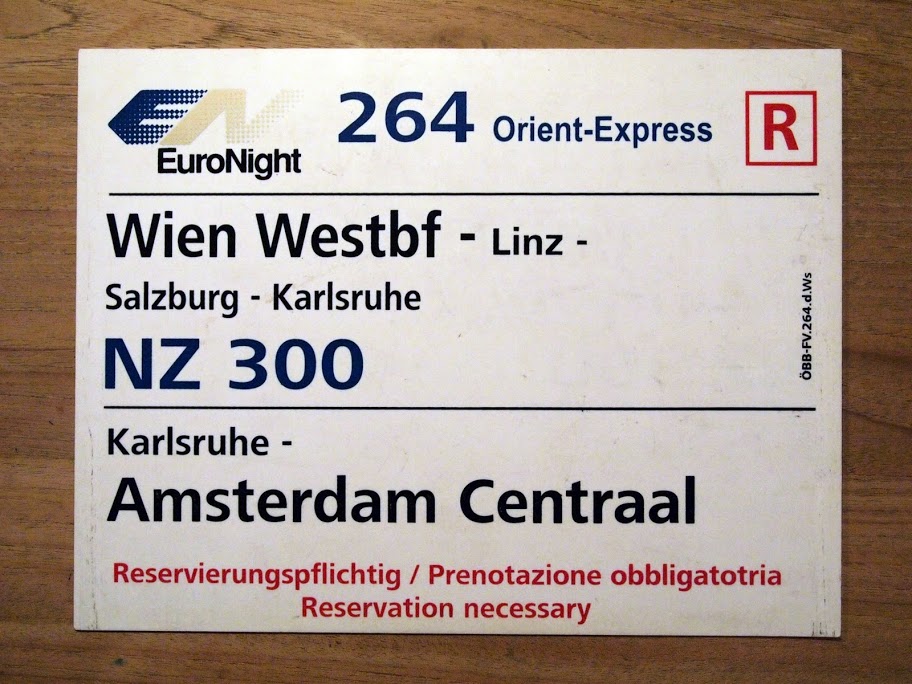 EN
EuroNight
264 Orient-Express
R
Wien Westbf - Linz -
Salzburg - Karlsruhe
NZ 300
ÖBB-FV.264.d.Ws
Karlsruhe -
Amsterdam Centraal
Reservierungspflichtig / Prenotazione obbligatotria
Reservation necessary